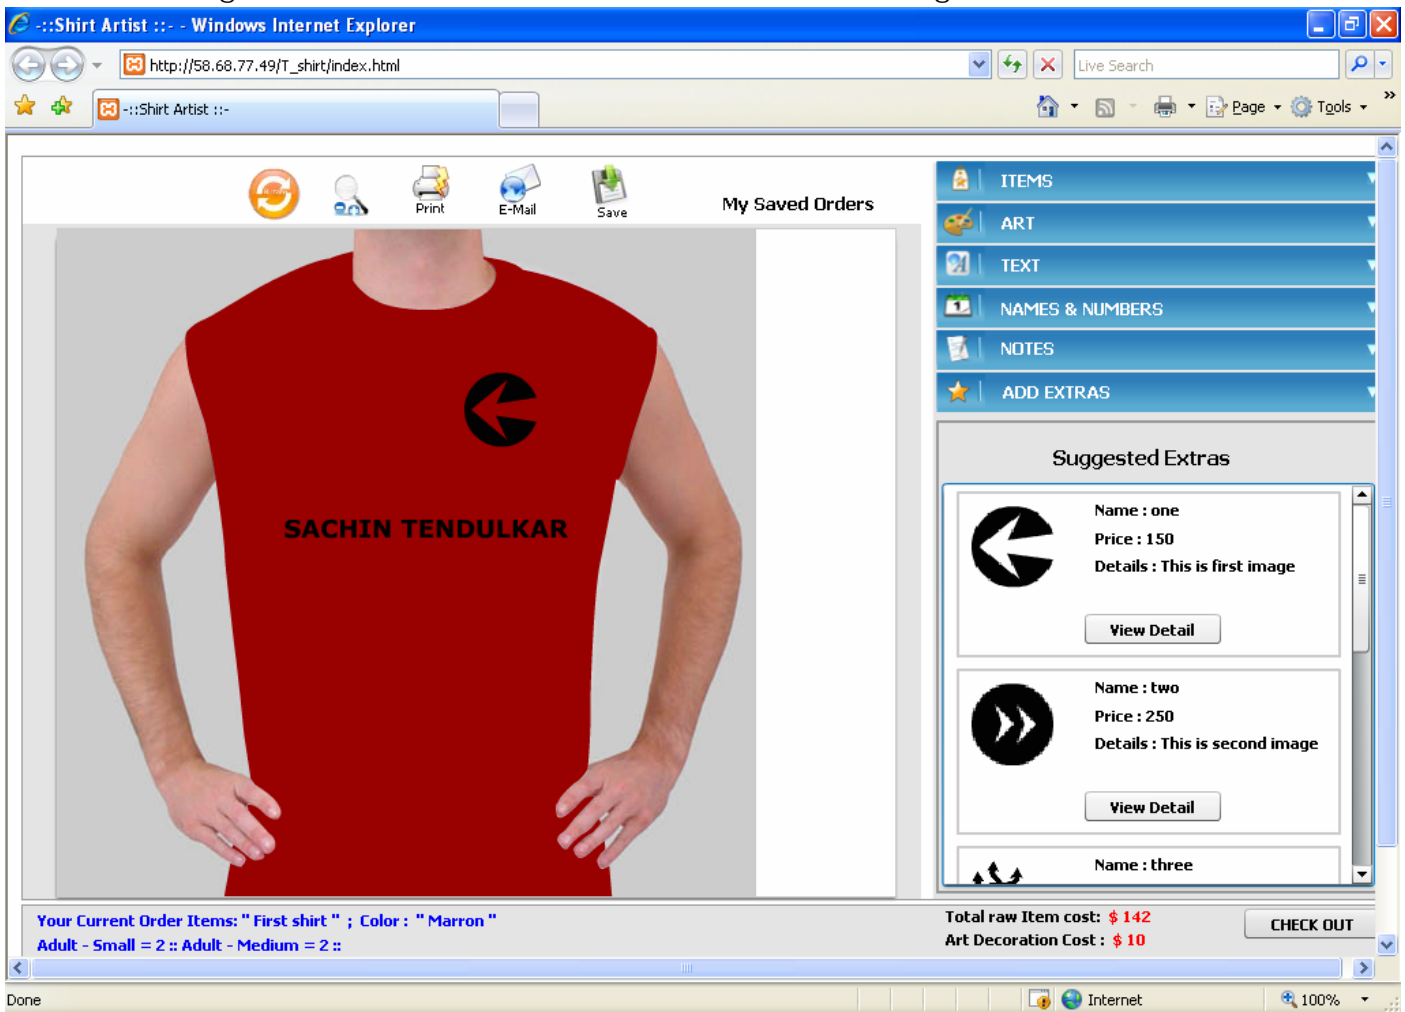 -::Shirt Artist ::- - Windows Internet Explorer
http://58.68.77.49/T_shirt/index.html
Live Search
-::Shirt Artist ::-
Page
Tools
Print
E-Mail
Save
My Saved Orders
ITEMS
ART
TEXT
NAMES & NUMBERS
NOTES
ADD EXTRAS
SACHIN TENDULKAR
Suggested Extras
Name : one
Price : 150
Details : This is first image
View Detail
Name : two
Price : 250
Details : This is second image
View Detail
Name : three
Your Current Order Items: " First shirt " ; Color : " Marron "
Adult - Small = 2 :: Adult - Medium = 2 ::
Total raw Item cost: $ 142
Art Decoration Cost : $ 10
CHECK OUT
Done
Internet
100%